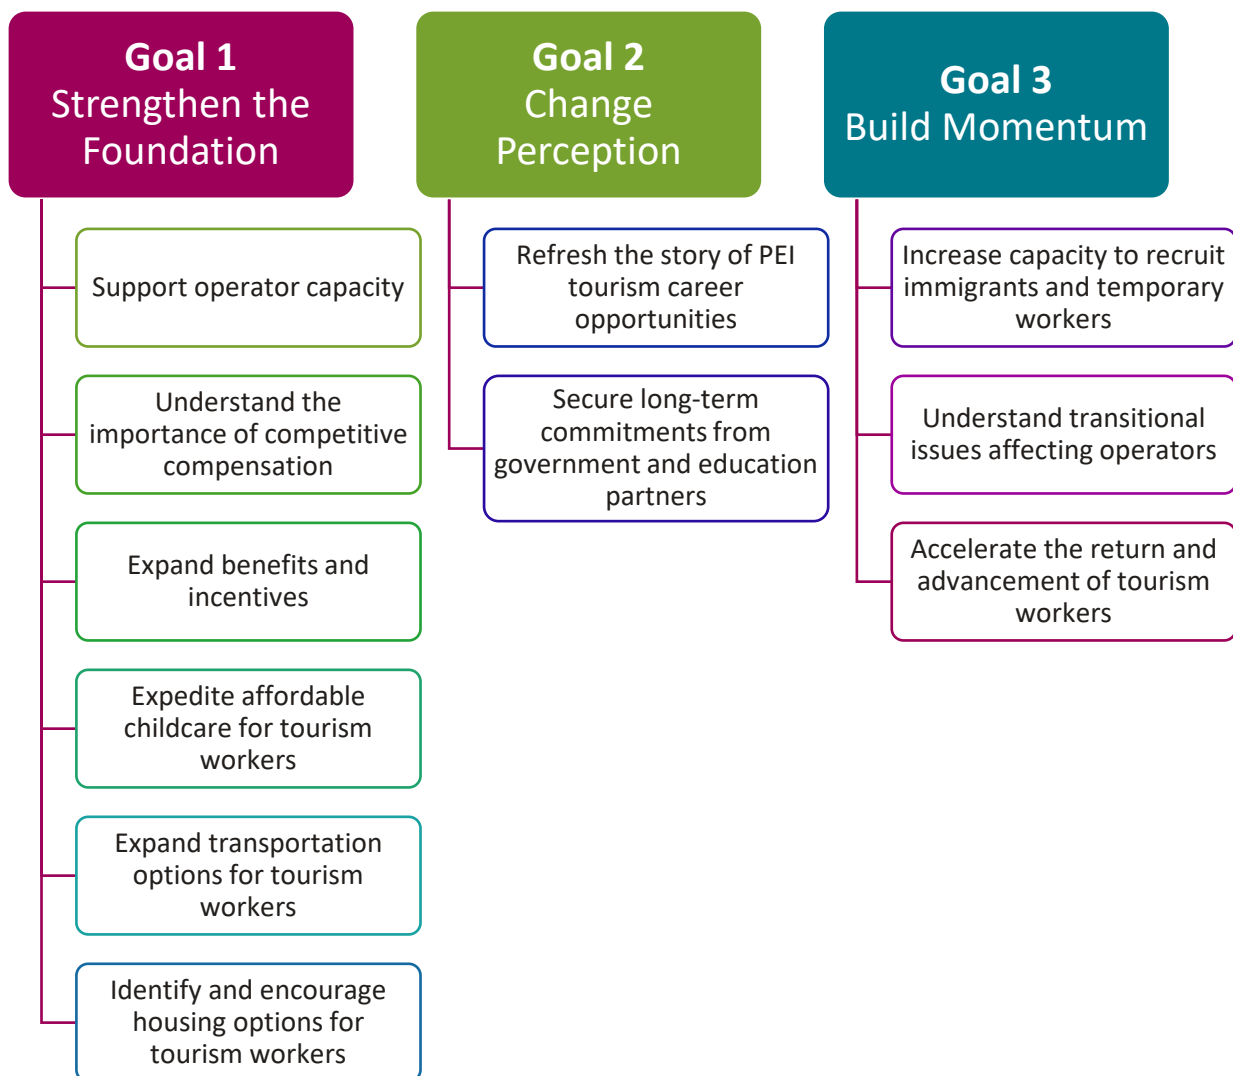 Goal 1
Strengthen the
Foundation
Support operator capacity
Understand the
importance of competitive
compensation
Expand benefits and
incentives
Expedite affordable
childcare for tourism
workers
Expand transportation
options for tourism
workers
Identify and encourage
housing options for
tourism workers
Goal 2
Change
Perception
Refresh the story of PEI
tourism career
opportunities
Secure long-term
commitments from
government and education
partners
Goal 3
Build Momentum
Increase capacity to recruit
immigrants and temporary
workers
Understand transitional
issues affecting operators
Accelerate the return and
advancement of tourism
workers